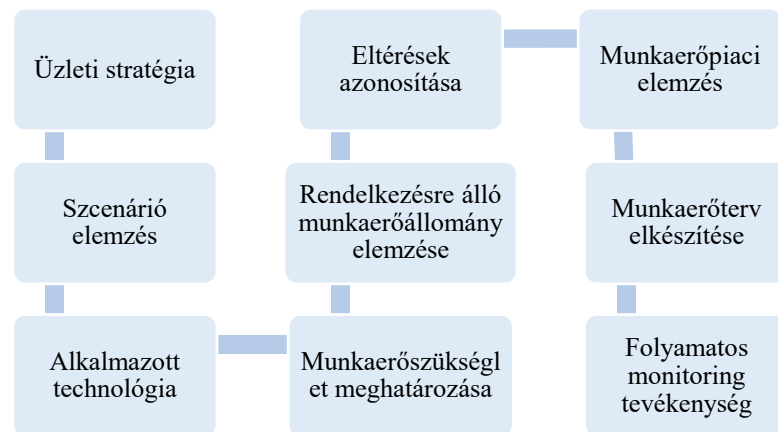 Üzleti stratégia
Szcenárió
elemzés
Alkalmazott
technológia
Munkaerőszükségl
et meghatározása
Rendelkezésre álló
munkaerőállomány
elemzése
Eltérések
azonosítása
Munkaerőpiaci
elemzés
Munkaerőterv
elkészítése
Folyamatos
monitoring
tevékenység